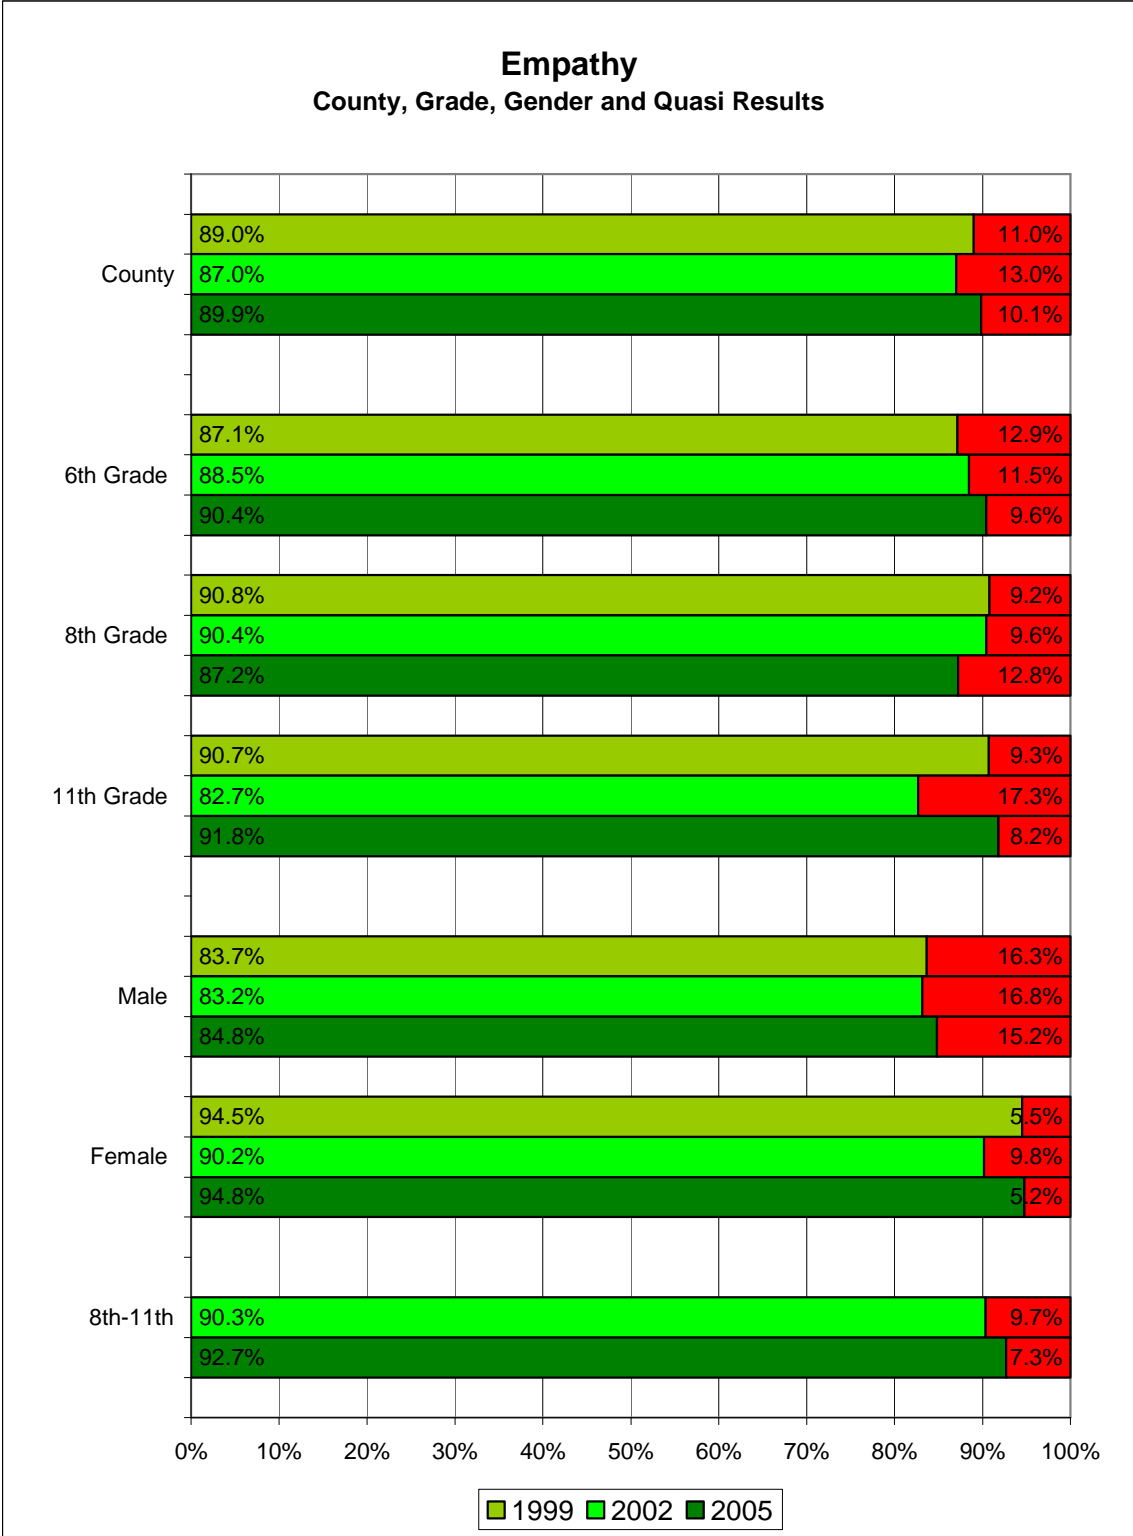 Empathy
County, Grade, Gender and Quasi Results
89.0% 11.0%
County 87.0% 13.0%
89.9% 10.1%
87.1% 12.9%
6th Grade 88.5% 11.5%
90.4% 9.6%
90.8% 9.2%
8th Grade 90.4% 9.6%
87.2% 12.8%
90.7% 9.3%
11th Grade 82.7% 17.3%
91.8% 8.2%
83.7% 16.3%
Male 83.2% 16.8%
84.8% 15.2%
94.5% 5.5%
Female 90.2% 9.8%
94.8% 5.2%
8th-11th 90.3% 9.7%
92.7% 7.3%
0% 10% 20% 30% 40% 50% 60% 70% 80% 90% 100%
1999 2002 2005